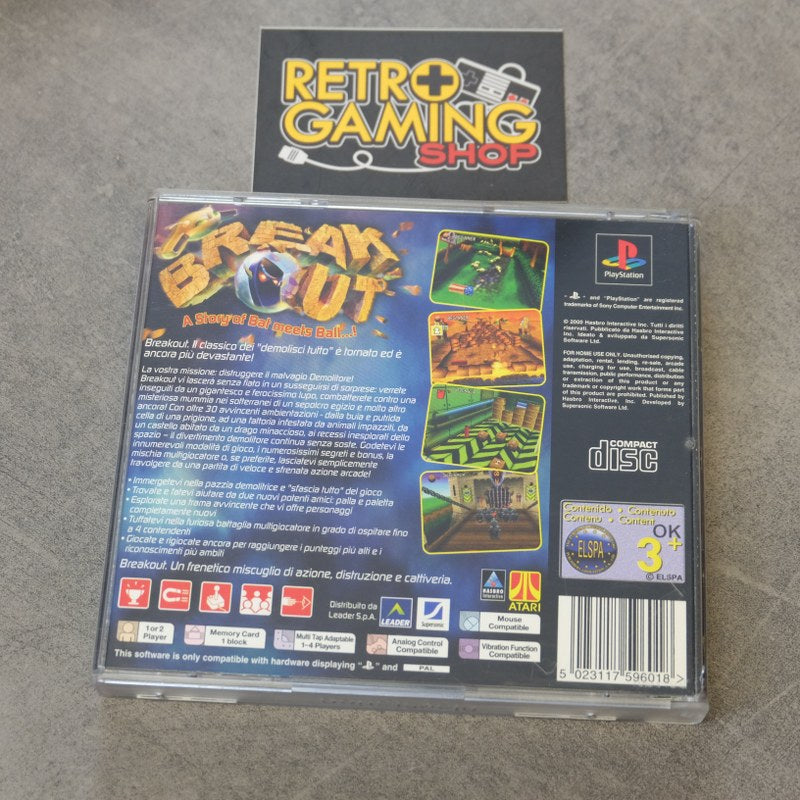 RETRO
GAMING
SHOP
BREAK
OUT
A Story of Bat meets Ball...!
Breakout. Il classico dei "demolisci tutto" è tornato ed è
ancora più devastante!
La vostra missione: distruggere il malvagio Demolitore!
Breakout vi lascerà senza fiato in un susseguirsi di sorprese: verrete
inseguiti da un gigantesco e ferocissimo lupo, combatterete contro una
misteriosa mummia nei sotterranei di un sepolcro egizio e molto altro
ancora! Con oltre 30 avvincenti ambientazioni - dalla buia e putrida
cella di una prigione, ad una fattoria infestata da animali impazziti, da
un castello abitato da un drago minaccioso, ai recessi inesplorati dello
spazio - il divertimento demolitore continua senza soste. Godetevi le
innumerevoli modalità di gioco, i numerosissimi segreti e bonus, la
mischia multigiocatore o, se preferite, lasciatevi semplicemente
travolgere da una partita di veloce e strenata azione arcade!
• Immergetevi nella pazzia demolitrice e "sfascia tutto" del gioco
• Trovate e fatevi aiutare da due nuovi potenti amici: palla e paletta
• Esplorate una trama avvincente che vi offre personaggi
completamente nuovi
• Tuffatevi nella furiosa battaglia multigiocatore in grado di ospitare fino
a 4 contendenti
• Giocate e rigiocate ancora per raggiungere i punteggi più alti e i
riconoscimenti più ambiti
Breakout. Un frenetico miscuglio di azione, distruzione e cattiveria.
Distribuito da
Leader S.p.A.
LEADER
Supersonic
HASBRO
Interactive
ATARI
1 or 2
Player
Memory Card
1 block
Multi Tap Adaptable
1-4 Players
Analog Control
Compatible
Mouse
Compatible
Vibration Function
Compatible
This software is only compatible with hardware displaying " " and PAL
PlayStation
" " and "PlayStation" are registered
trademarks of Sony Computer Entertainment Inc.
© 2000 Hasbro Interactive Inc. Tutti i diritti
riservati. Pubblicato da Hasbro Interactive
Inc. Ideato & sviluppato da Supersonic
Software Ltd.
FOR HOME USE ONLY. Unauthorised copying,
adaptation, rental, lending, re-sale, arcade
use, charging for use, broadcast, cable
transmission, public performance, distribution
or extraction of this product or any
trademark or copyright work that forms part
of this product are prohibited. Published by
Hasbro Interactive Inc. Developed by
Supersonic Software Ltd.
COMPACT
disc
Contenido • Contenuto
Contenu • Content
OK
ELSPA
3+
© ELSPA
5 023117 596018 >